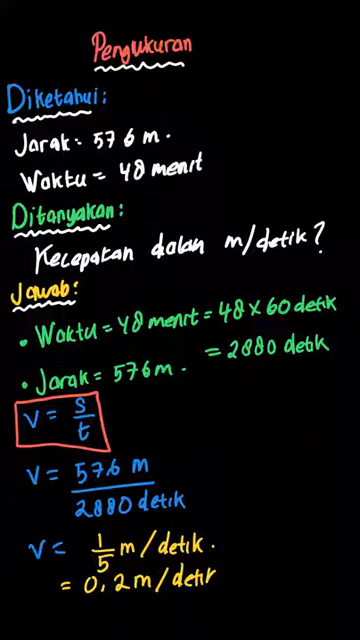 Pengukuran
Diketahui:
Jarak = 576 m.
Waktu = 48 menit
Ditanyakan:
Kecepatan dalan m/detik?
Jawab:
• Waktu = 48 menit = 48 × 60 detik
= 2880 detik
• Jarak = 576 m.
V = s/t
V = 576 m / 2880 detik
V = 1/5 m/detik.
= 0,2 m/detik